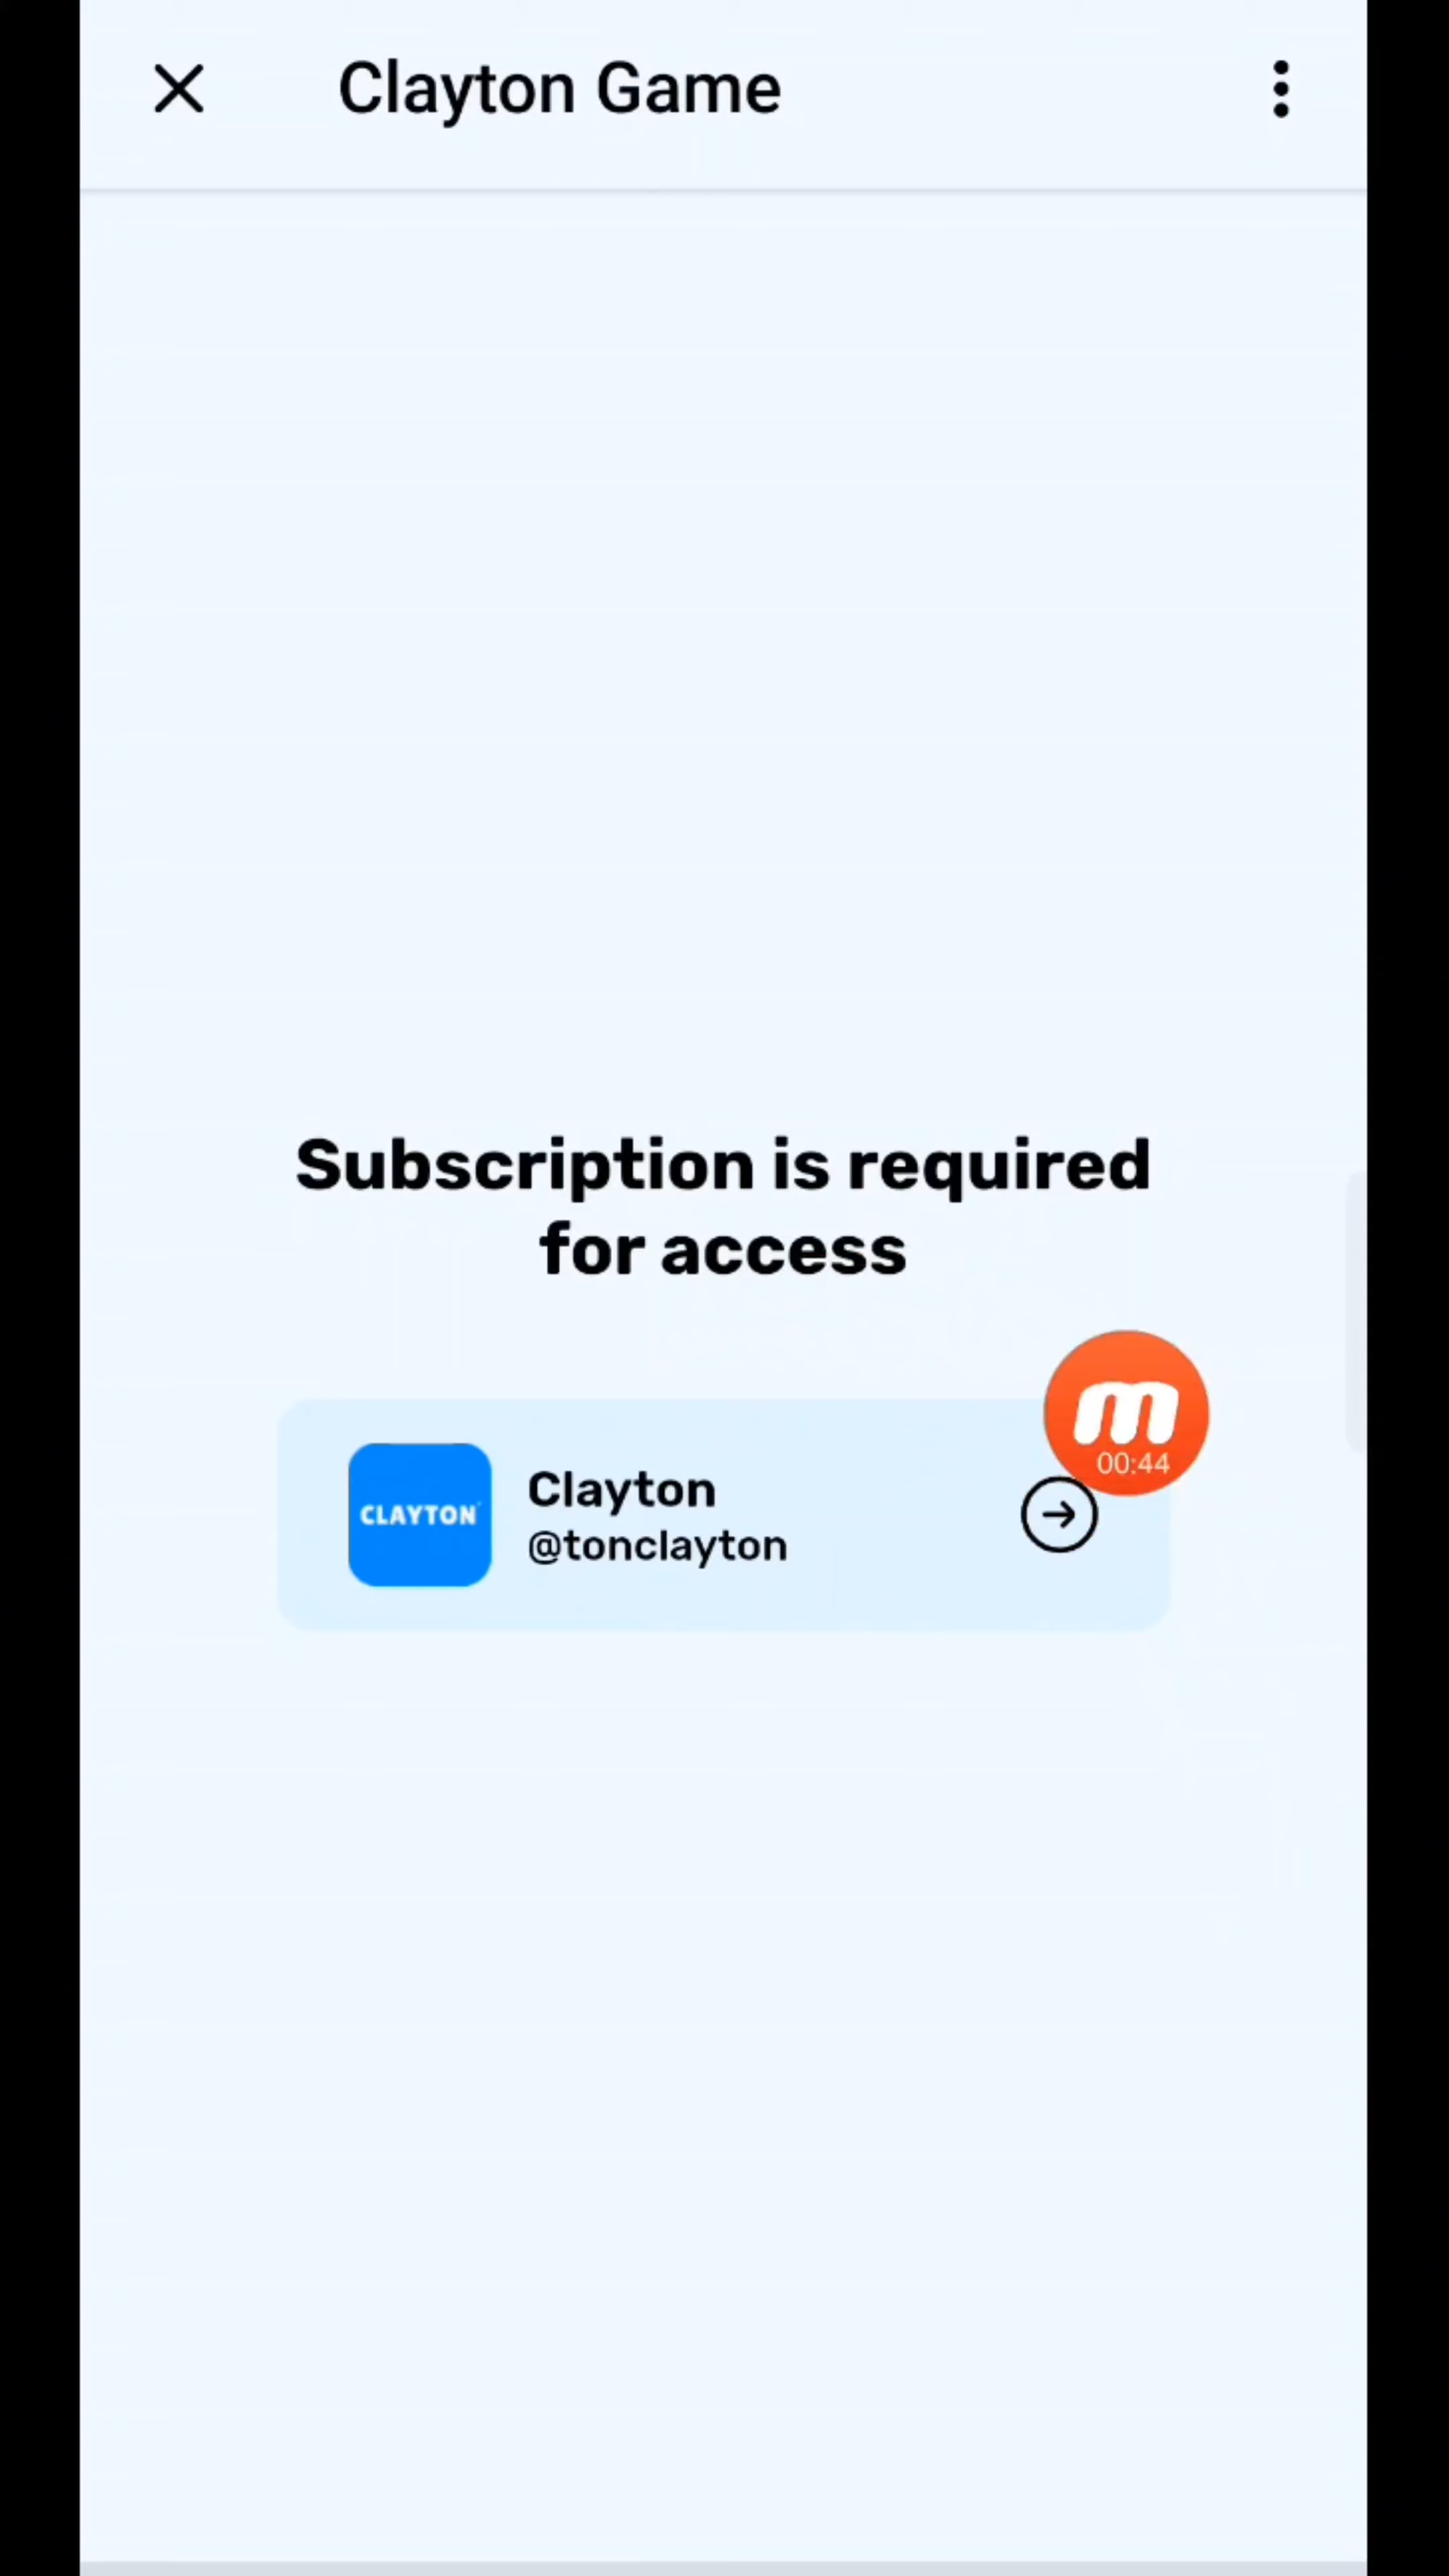 Clayton Game
Subscription is required
for access
00:44
CLAYTON
Clayton
@tonclayton